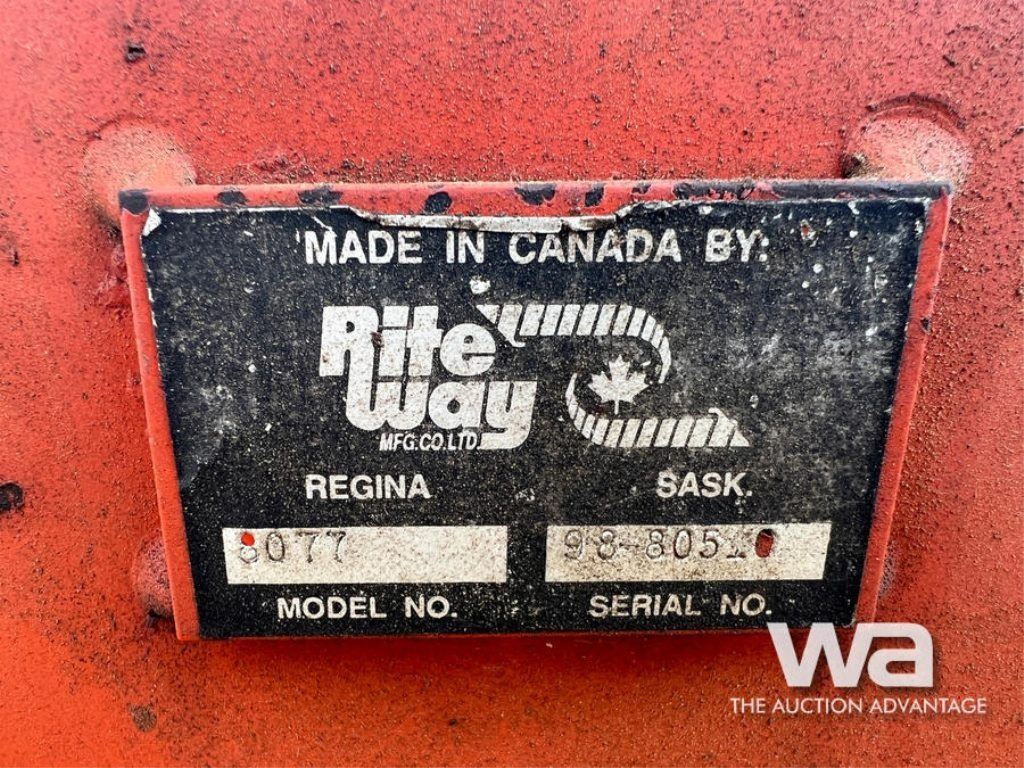 MADE IN CANADA BY:
Rite
Way
MFG.CO.LTD.
REGINA SASK.
8077
MODEL NO. SERIAL NO.
wa
THE AUCTION ADVANTAGE